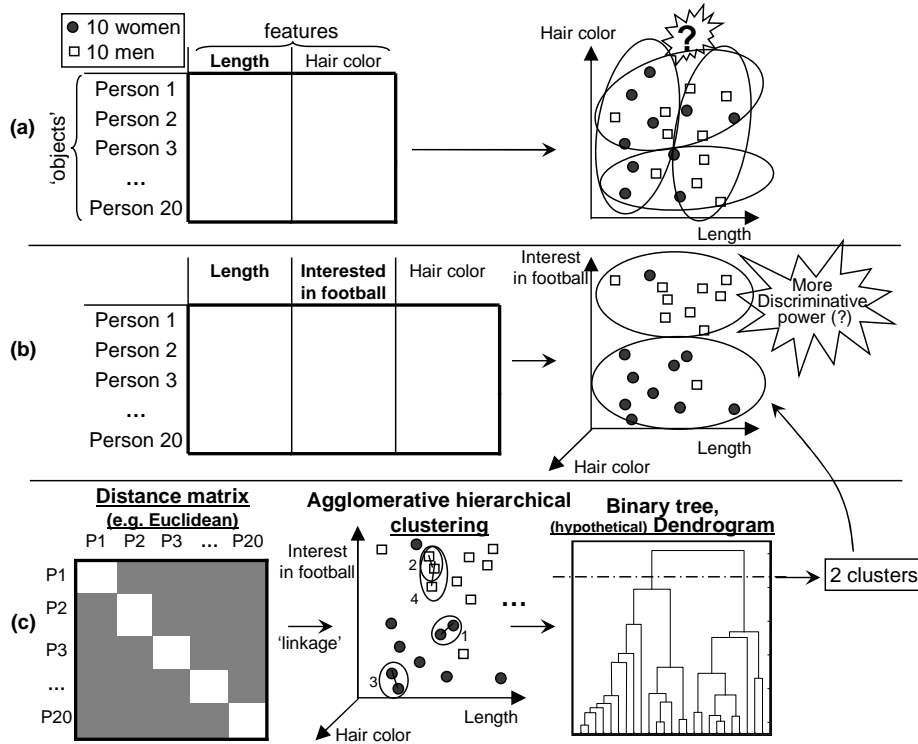 10 women
10 men
features
Length
Hair color
(a)
'objects'
Person 1
Person 2
Person 3
...
Person 20
Hair color
?
Length
(b)
Length
Interested
in football
Hair color
Person 1
Person 2
Person 3
...
Person 20
Interest
in football
More
Discriminative
power (?)
Length
Hair color
(c)
Distance matrix
(e.g. Euclidean)
P1 P2 P3 ... P20
P1
P2
P3
...
P20
'linkage'
Agglomerative hierarchical
clustering
Interest
in football
2
4
1
3
...
Length
Hair color
Binary tree,
(hypothetical) Dendrogram
2 clusters